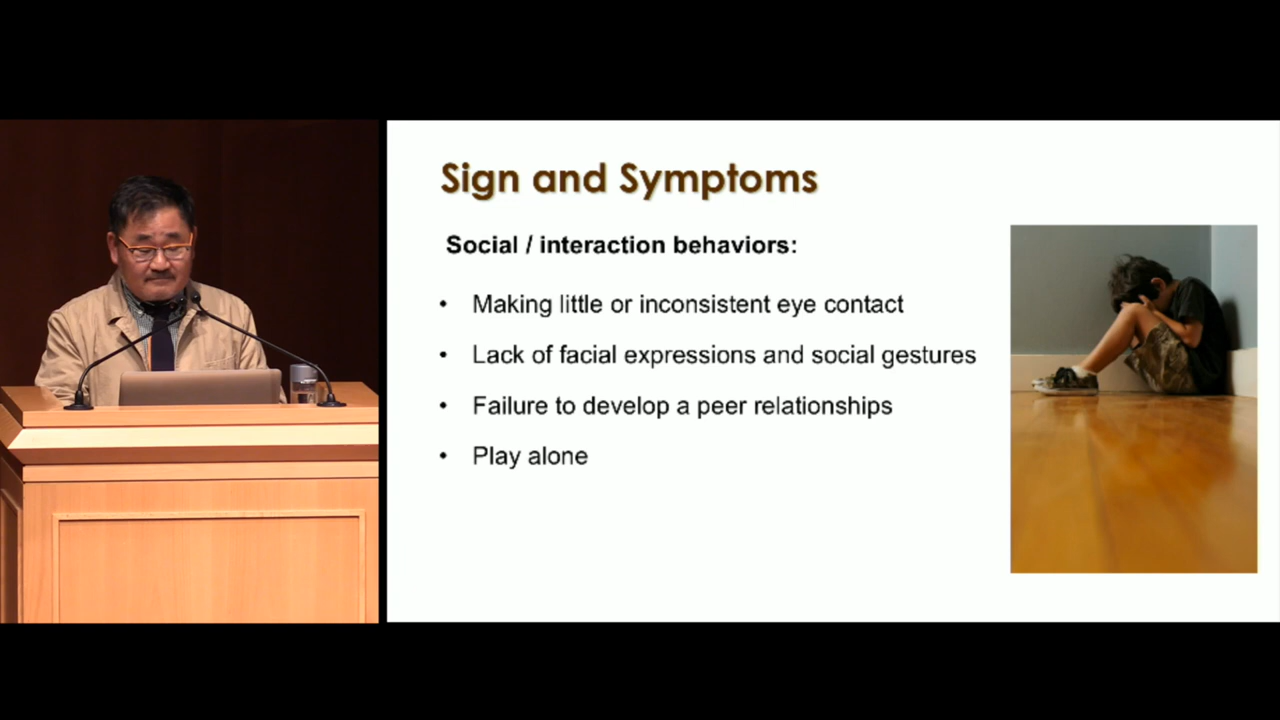 Sign and Symptoms
Social / interaction behaviors:
• Making little or inconsistent eye contact
• Lack of facial expressions and social gestures
• Failure to develop a peer relationships
• Play alone